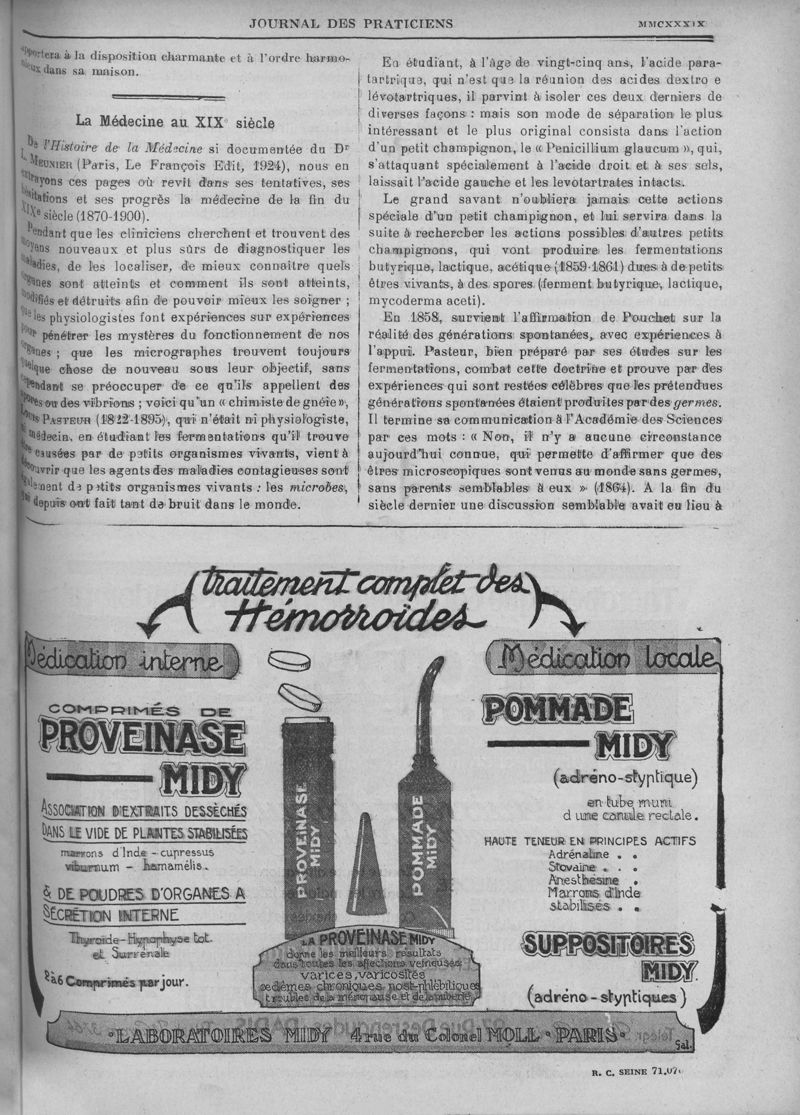 JOURNAL DES PRATICIENS
MMCXXXIX
apportera à la disposition charmante et à l'ordre harmo-
nieux dans sa maison.
La Médecine au XIXe siècle
De l'Histoire de la Médecine si documentée du Dr
L. MEUNIER (Paris, Le François Edit, 1924), nous en
extrayons ces pages où revit dans ses tentatives, ses
hésitations et ses progrès la médecine de la fin du
XIXe siècle (1870-1900).
Pendant que les cliniciens cherchent et trouvent des
moyens nouveaux et plus sûrs de diagnostiquer les
maladies, de les localiser, de mieux connaitre quels
organes sont atteints et comment ils sont atteints,
modifiés et détruits afin de pouvoir mieux les soigner ;
que les physiologistes font expériences sur expériences
pour pénétrer les mystères du fonctionnement de nos
organes ; que les micrographes trouvent toujours
quelque chose de nouveau sous leur objectif, sans
cependant se préoccuper de ce qu'ils appellent des
spores ou des vibrions ; voici qu'un « chimiste de gnéie »,
Louis PASTEUR (1822-1895), qui n'était ni physiologiste,
ni médecin, en étudiant les fermentations qu'il trouve
être causées par de petits organismes vivants, vient à
découvrir que les agents des maladies contagieuses sont
également de petits organismes vivants : les microbes,
qui depuis ont fait tant de bruit dans le monde.
En étudiant, à l'âge de vingt-cinq ans, l'acide para-
tartrique, qui n'est que la réunion des acides dextro e
lévotartriques, il parvint à isoler ces deux derniers de
diverses façons : mais son mode de séparation le plus
intéressant et le plus original consista dans l'action
d'un petit champignon, le « Penicillium glaucum », qui,
s'attaquant spécialement à l'acide droit et à ses sels,
laissait l'acide gauche et les levotartrates intacts.
Le grand savant n'oubliera jamais cette actions
spéciale d'un petit champignon, et lui servira dans la
suite à rechercher les actions possibles d'autres petits
champignons, qui vont produire les fermentations
butyrique, lactique, acétique (1859-1861) dues à de petits
êtres vivants, à des spores (ferment butyrique, lactique,
mycoderma aceti).
En 1858, survient l'affirmation de Pouchet sur la
réalité des générations spontanées, avec expériences à
l'appui. Pasteur, bien préparé par ses études sur les
fermentations, combat cette doctrine et prouve par des
expériences qui sont restées célèbres que les prétendues
générations spontanées étaient produites par des germes.
Il termine sa communication à l'Académie des Sciences
par ces mots : « Non, il n'y a aucune circonstance
aujourd'hui connue, qui permette d'affirmer que des
êtres microscopiques sont venus au monde sans germes,
sans parents semblables à eux » (1864). A la fin du
siècle dernier une discussion semblable avait eu lieu à
traitement complet des
Hémorroïdes
Médication interne
COMPRIMÉS DE
PROVEINASE
MIDY
ASSOCIATION D'EXTRAITS DESSÉCHÉS
DANS LE VIDE DE PLANTES STABILISÉES
marrons d'Inde - cupressus
viburnum - hamamélis.
& DE POUDRES D'ORGANES A
SÉCRÉTION INTERNE
Thyroïde - Hypophyse tot.
et Surrénale
2 à 6 Comprimés par jour.
PROVEINASE MIDY
POMMADE MIDY
LA PROVEINASE MIDY
donne les meilleurs résultats
dans toutes les affections veineuses
varices, varicosités
oedèmes chroniques, post-phlébitiques
troubles de la ménopause et de la puberté
Médication locale
POMMADE
MIDY
(adréno-styptique)
en tube muni
d'une canule rectale.
HAUTE TENEUR EN PRINCIPES ACTIFS
Adrénaline . .
Stovaïne . . .
Anesthésine .
Marrons d'Inde
stabilisés . .
SUPPOSITOIRES
MIDY
(adréno-styptiques)
LABORATOIRES MIDY 4 rue du Colonel MOLL PARIS
Sal.
R. C. SEINE 71.07